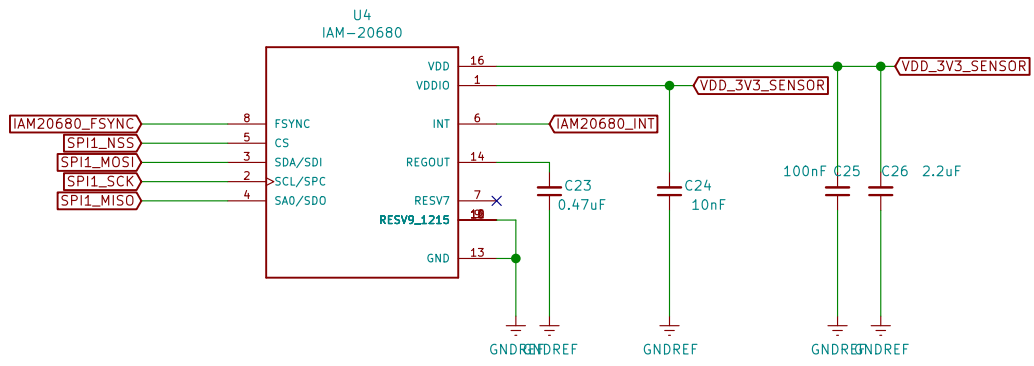 U4
IAM-20680
VDD 16 VDD_3V3_SENSOR
VDDIO 1 VDD_3V3_SENSOR
IAM20680_FSYNC 8 FSYNC INT 6 IAM20680_INT
SPI1_NSS 5 CS
SPI1_MOSI 3 SDA/SDI REGOUT 14 100nF C25 C26 2.2uF
SPI1_SCK 2 SCL/SPC C23 C24
SPI1_MISO 4 SA0/SDO RESV7 7 0.47uF 10nF
RESV9_1215
GND 13
GNDREF GNDREF GNDREF GNDREF GNDREF